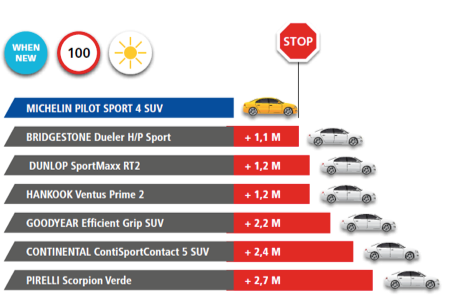 WHEN
NEW
100
STOP
MICHELIN PILOT SPORT 4 SUV
BRIDGESTONE Dueler H/P Sport + 1,1 M
DUNLOP SportMaxx RT2 + 1,2 M
HANKOOK Ventus Prime 2 + 1,2 M
GOODYEAR Efficient Grip SUV + 2,2 M
CONTINENTAL ContiSportContact 5 SUV + 2,4 M
PIRELLI Scorpion Verde + 2,7 M